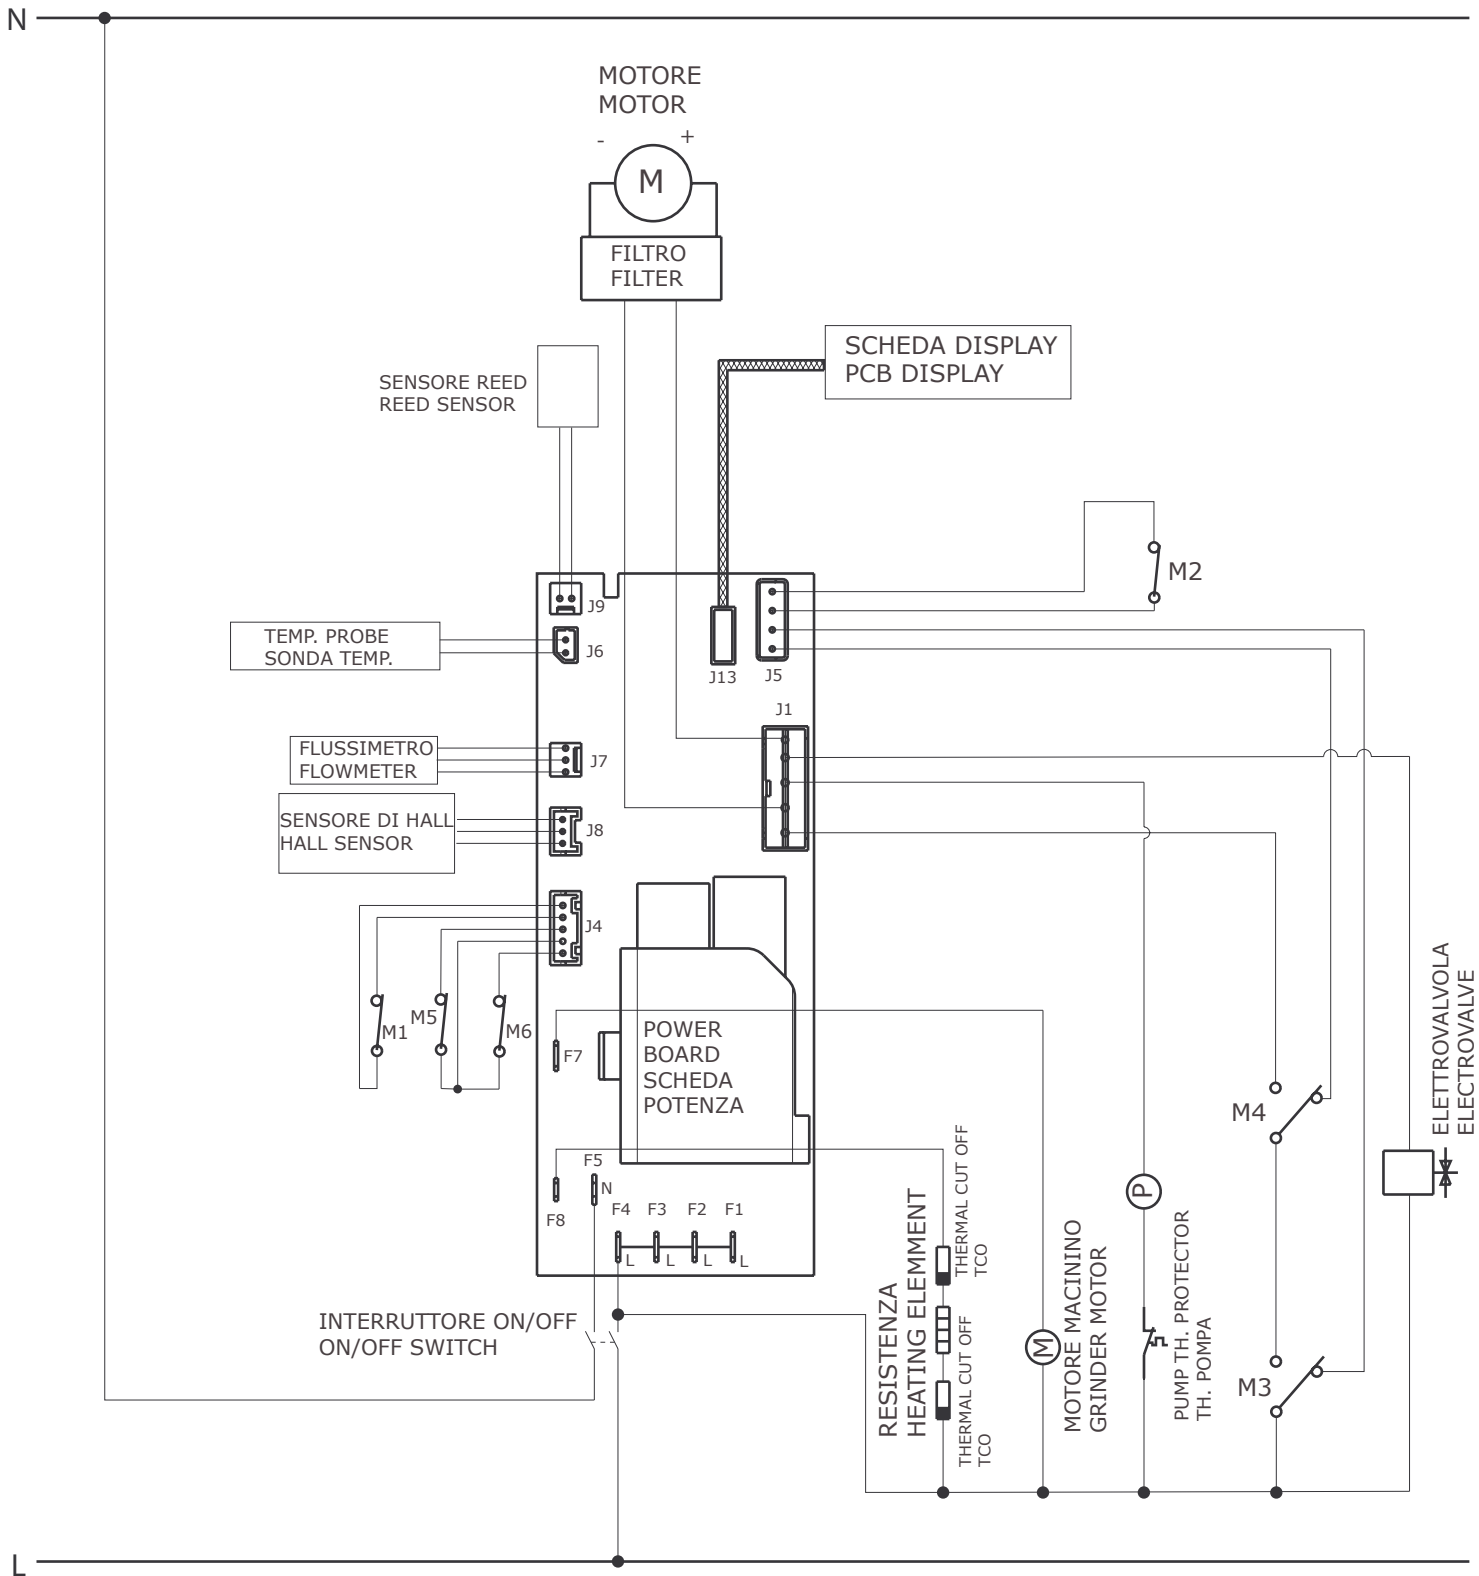 N
MOTORE
MOTOR
- +
M
FILTRO
FILTER
SCHEDA DISPLAY
PCB DISPLAY
SENSORE REED
REED SENSOR
M2
J9
TEMP. PROBE
SONDA TEMP.
J6
J13
J5
J1
FLUSSIMETRO
FLOWMETER
J7
SENSORE DI HALL
HALL SENSOR
J8
J4
M1
M5
M6
F7
POWER
BOARD
SCHEDA
POTENZA
M4
ELETTROVALVOLA
ELECTROVALVE
F5
N
F8
F4
F3
F2
F1
L
L
L
L
THERMAL CUT OFF
TCO
RESISTENZA
HEATING ELEMMENT
THERMAL CUT OFF
TCO
M
MOTORE MACININO
GRINDER MOTOR
P
PUMP TH. PROTECTOR
TH. POMPA
M3
INTERRUTTORE ON/OFF
ON/OFF SWITCH
L